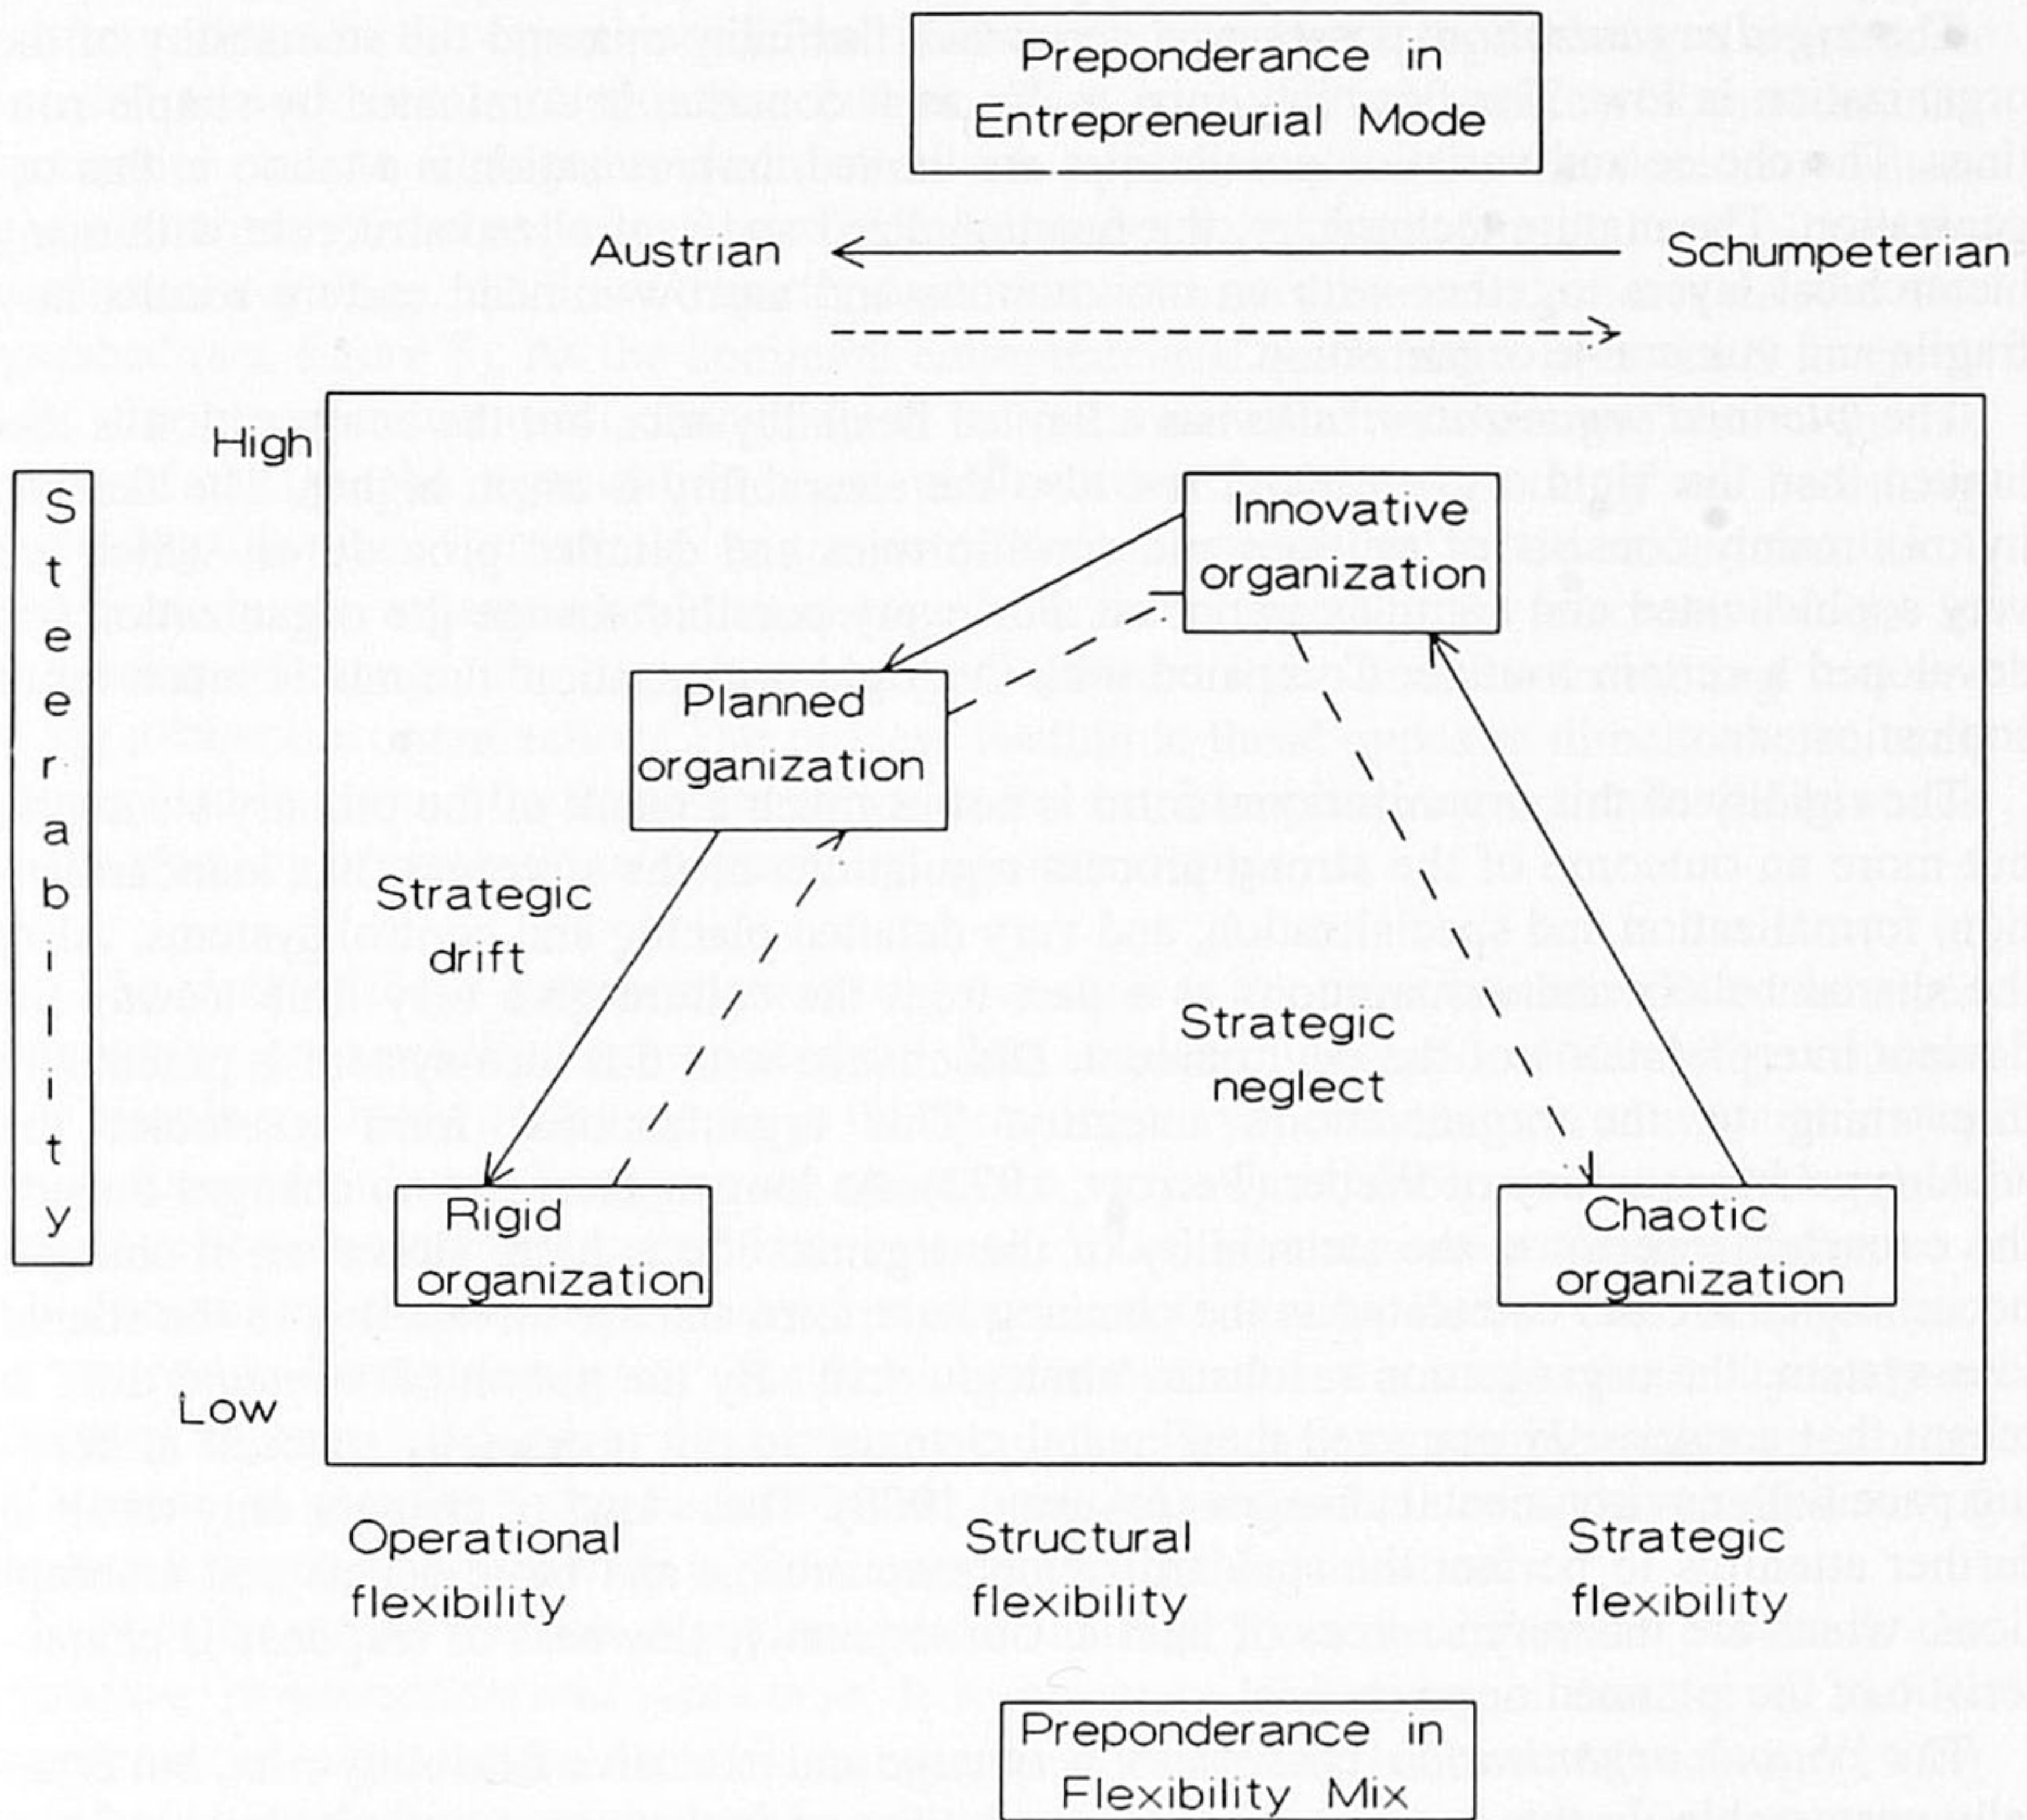 Preponderance in
Entrepreneurial Mode
Austrian
Schumpeterian
High
Steerability
Innovative
organization
Planned
organization
Strategic
drift
Strategic
neglect
Rigid
organization
Chaotic
organization
Low
Operational
flexibility
Structural
flexibility
Strategic
flexibility
Preponderance in
Flexibility Mix